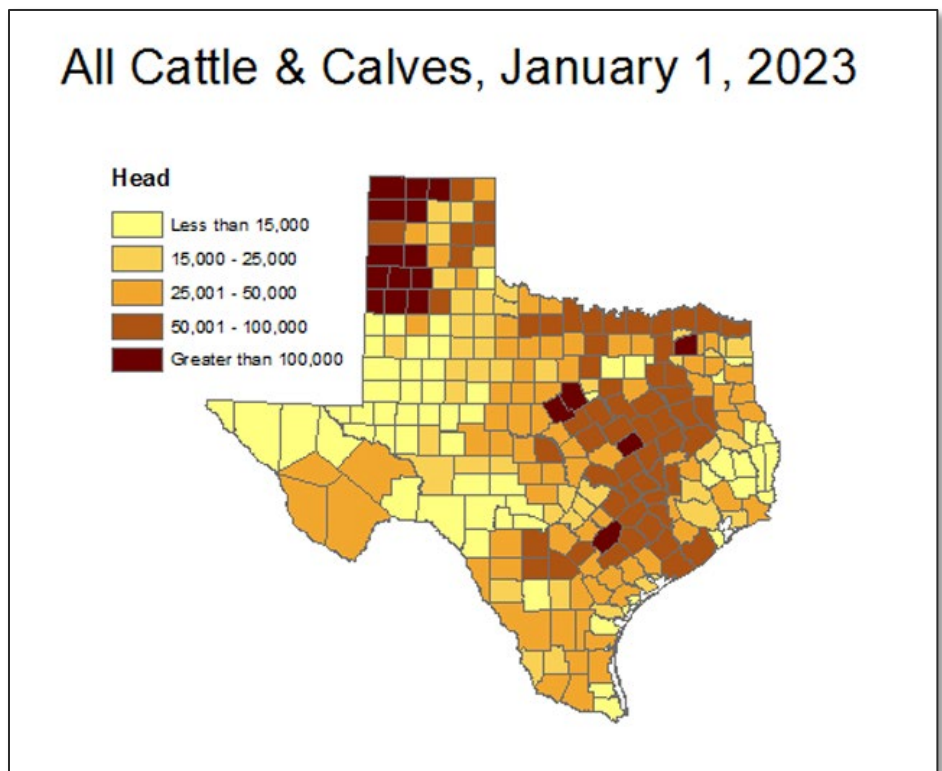 All Cattle & Calves, January 1, 2023
Head
Less than 15,000
15,000 - 25,000
25,001 - 50,000
50,001 - 100,000
Greater than 100,000